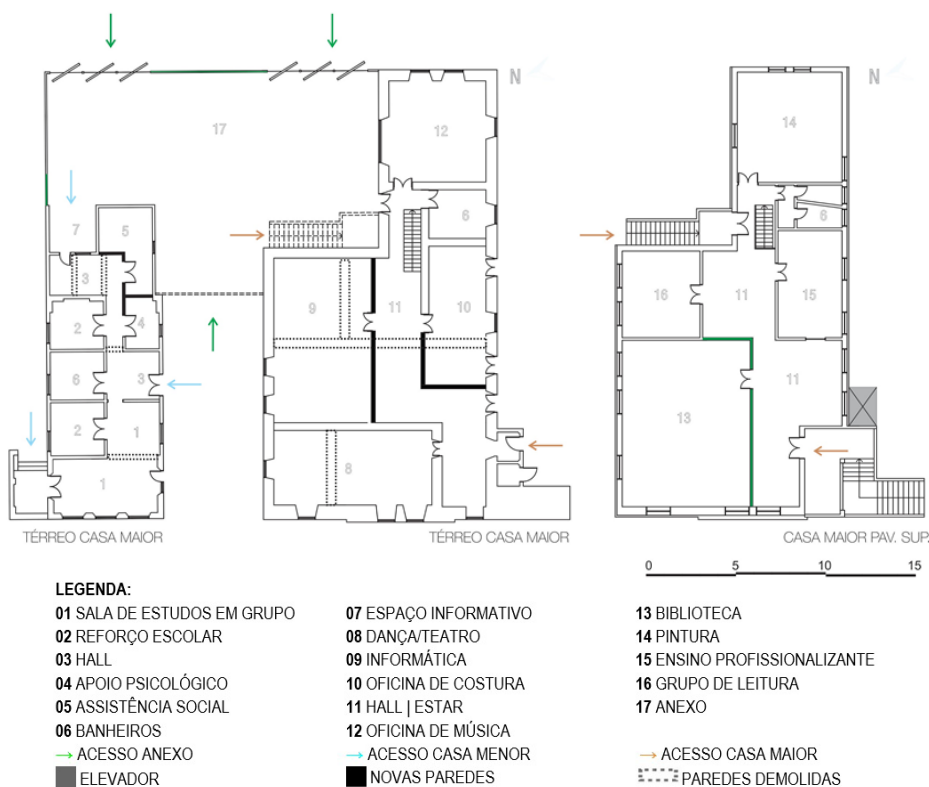 N
N
17
12
14
7
5
6
6
3
9
11
10
16
11
15
2
4
6
3
13
11
2
1
8
1
TÉRREO CASA MAIOR
TÉRREO CASA MAIOR
CASA MAIOR PAV. SUP.
0 5 10 15
LEGENDA:
01 SALA DE ESTUDOS EM GRUPO
02 REFORÇO ESCOLAR
03 HALL
04 APOIO PSICOLÓGICO
05 ASSISTÊNCIA SOCIAL
06 BANHEIROS
→ ACESSO ANEXO
ELEVADOR
07 ESPAÇO INFORMATIVO
08 DANÇA/TEATRO
09 INFORMÁTICA
10 OFICINA DE COSTURA
11 HALL | ESTAR
12 OFICINA DE MÚSICA
→ ACESSO CASA MENOR
NOVAS PAREDES
13 BIBLIOTECA
14 PINTURA
15 ENSINO PROFISSIONALIZANTE
16 GRUPO DE LEITURA
17 ANEXO
→ ACESSO CASA MAIOR
PAREDES DEMOLIDAS